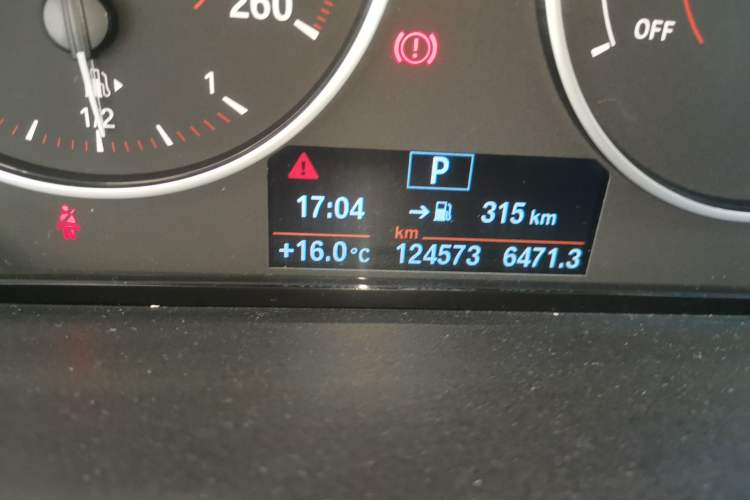 260
1/2
1
OFF
P
17:04 → 315 km
km
+16.0°C 124573 6471.3